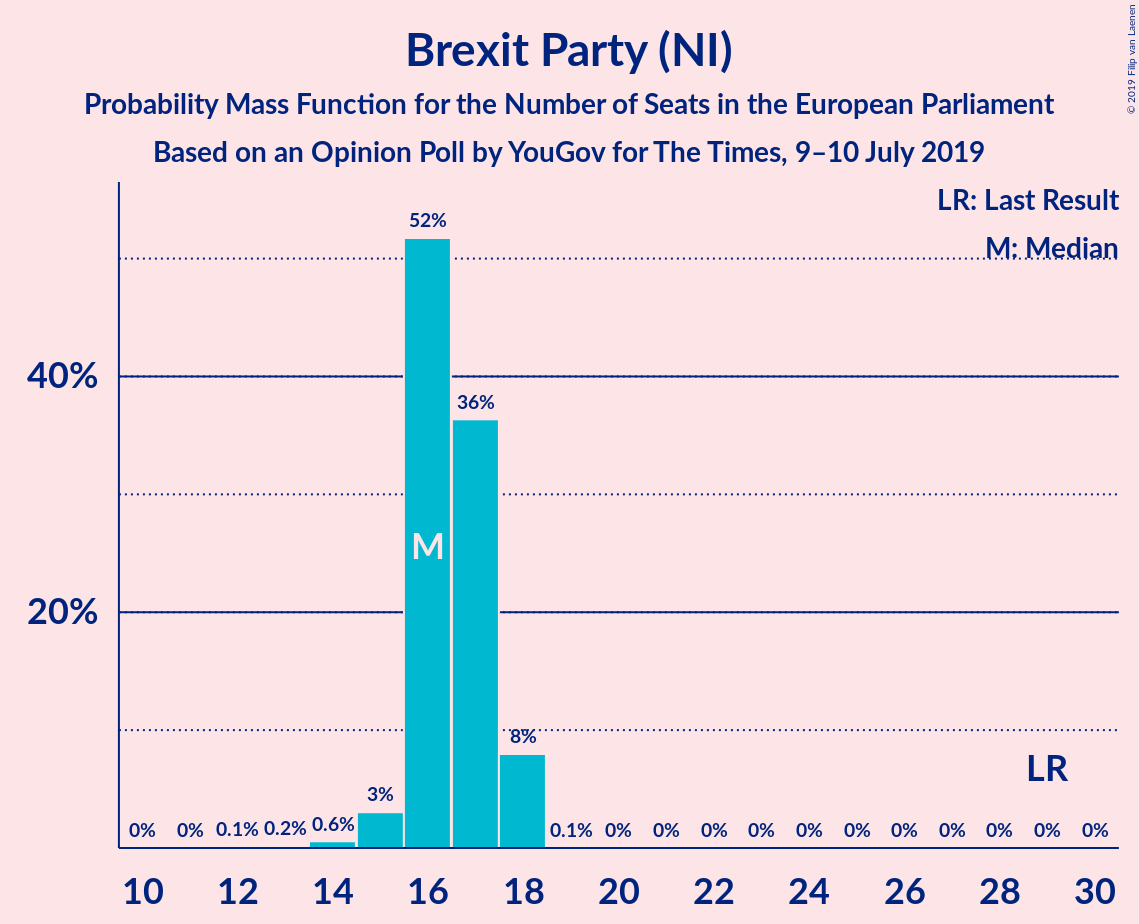 Brexit Party (NI)
Probability Mass Function for the Number of Seats in the European Parliament
Based on an Opinion Poll by YouGov for The Times, 9–10 July 2019
© 2019 Filip van Laenen
LR: Last Result
M: Median
52%
40%
36%
M
20%
8%
LR
3%
0% 0% 0.1% 0.2% 0.6% 0.1% 0% 0% 0% 0% 0% 0% 0% 0% 0% 0% 0%
10 12 14 16 18 20 22 24 26 28 30